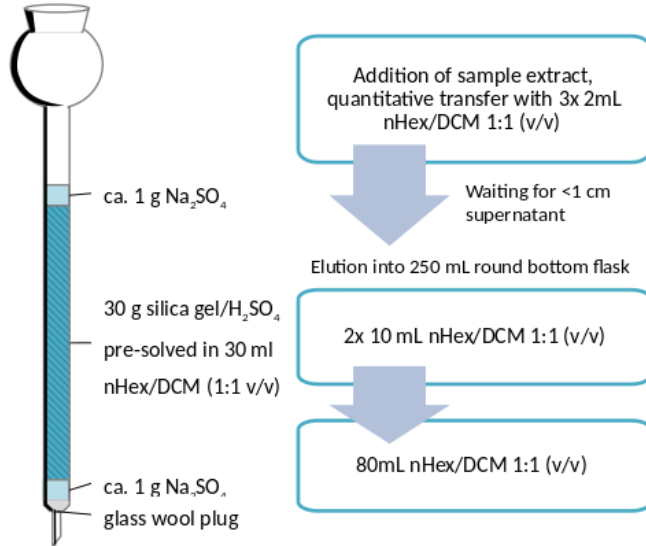 ca. 1 g Na₂SO₄
30 g silica gel/H₂SO₄
pre-solved in 30 ml
nHex/DCM (1:1 v/v)
ca. 1 g Na₂SO₄
glass wool plug
Addition of sample extract,
quantitative transfer with 3x 2mL
nHex/DCM 1:1 (v/v)
Waiting for <1 cm
supernatant
Elution into 250 mL round bottom flask
2x 10 mL nHex/DCM 1:1 (v/v)
80mL nHex/DCM 1:1 (v/v)